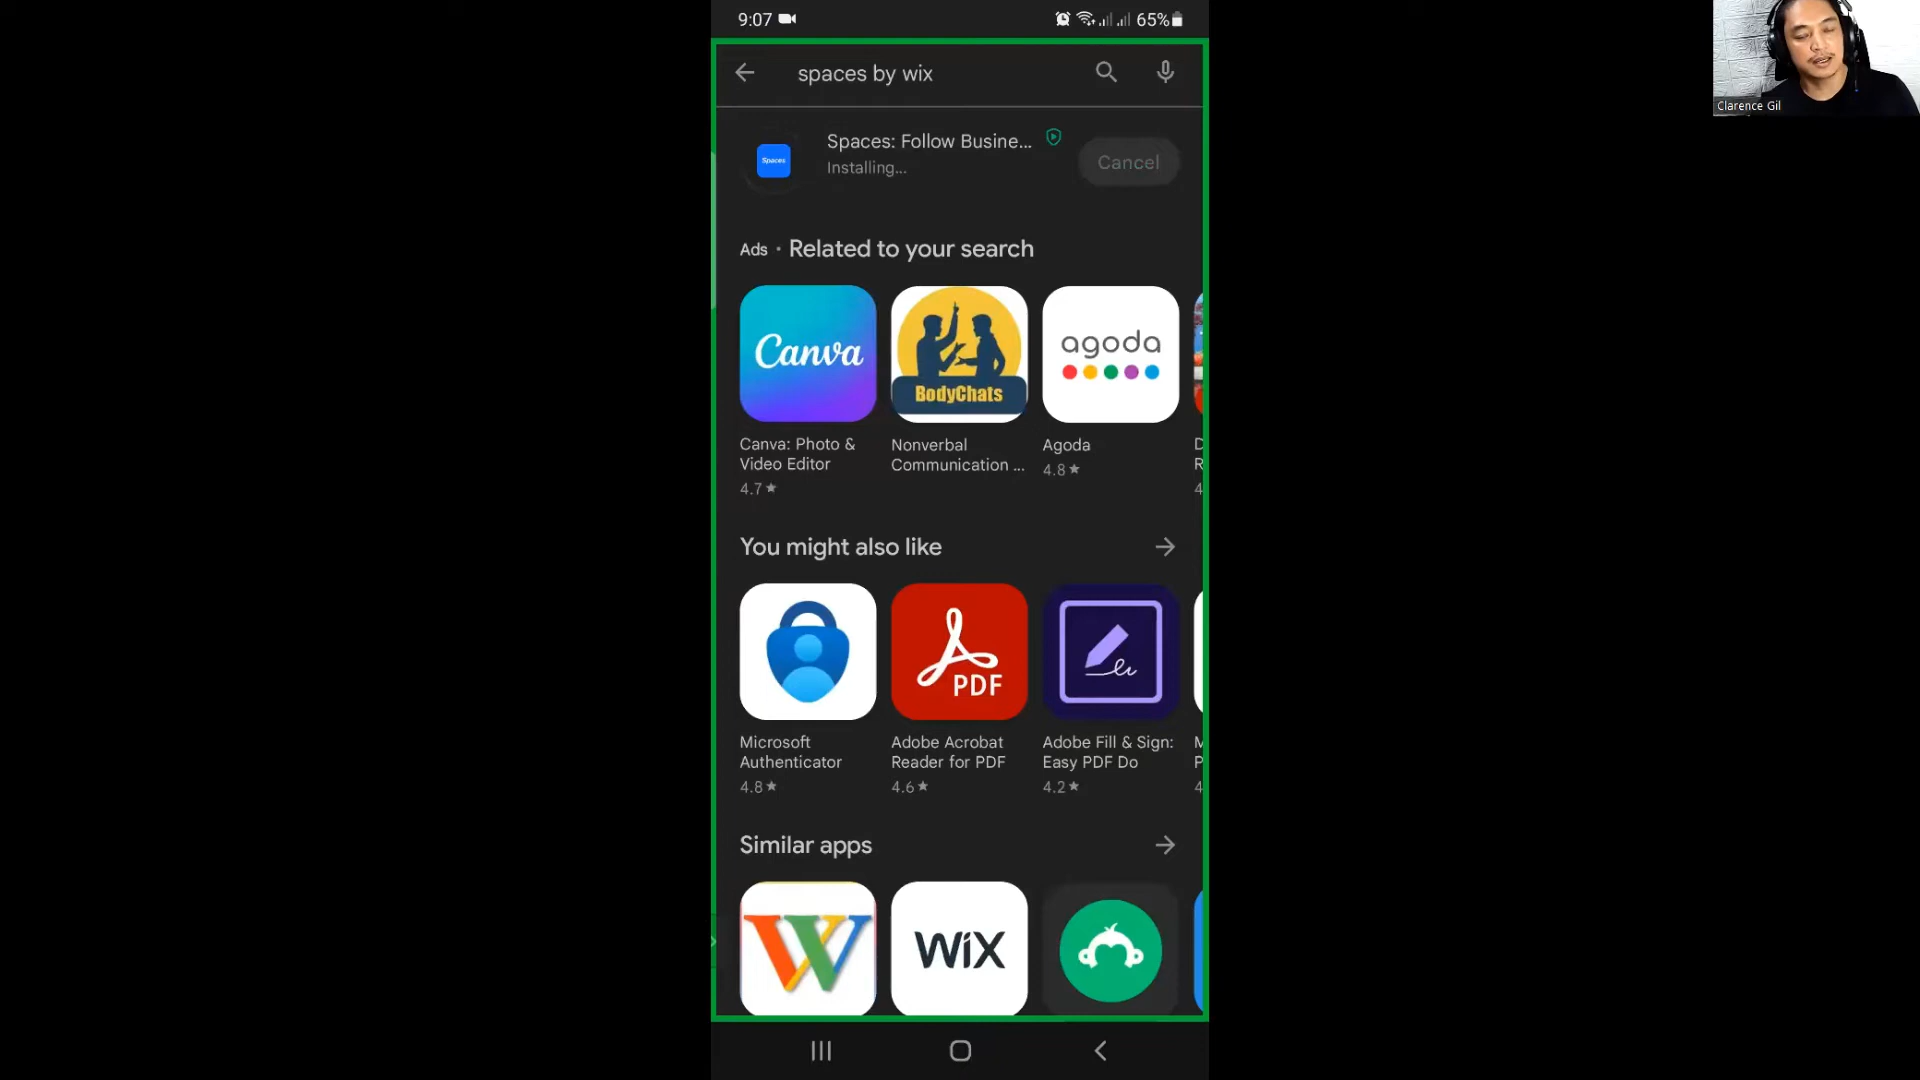 9:07
65%
Clarence Gil
spaces by wix
Spaces: Follow Busine...
Installing...
Cancel
Spaces
Ads • Related to your search
Canva
BodyChats
agoda
Canva: Photo &
Video Editor
4.7★
Nonverbal
Communication ...
Agoda
4.8★
D
R
4
You might also like
PDF
Microsoft
Authenticator
4.8★
Adobe Acrobat
Reader for PDF
4.6★
Adobe Fill & Sign:
Easy PDF Do
4.2★
M
P
4
Similar apps
W
WiX